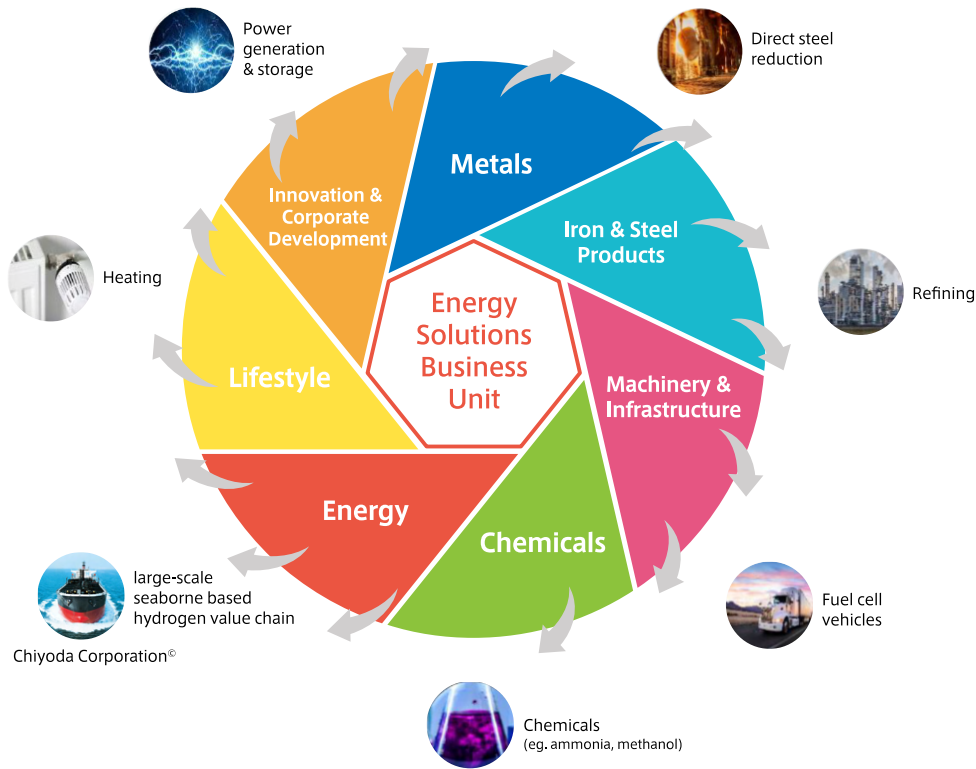 Power
generation
& storage
Direct steel
reduction
Metals
Innovation &
Corporate
Development
Iron & Steel
Products
Heating
Refining
Energy
Solutions
Business
Unit
Lifestyle
Machinery &
Infrastructure
Energy
Chemicals
large-scale
seaborne based
hydrogen value chain
Chiyoda Corporation©
Fuel cell
vehicles
Chemicals
(eg. ammonia, methanol)